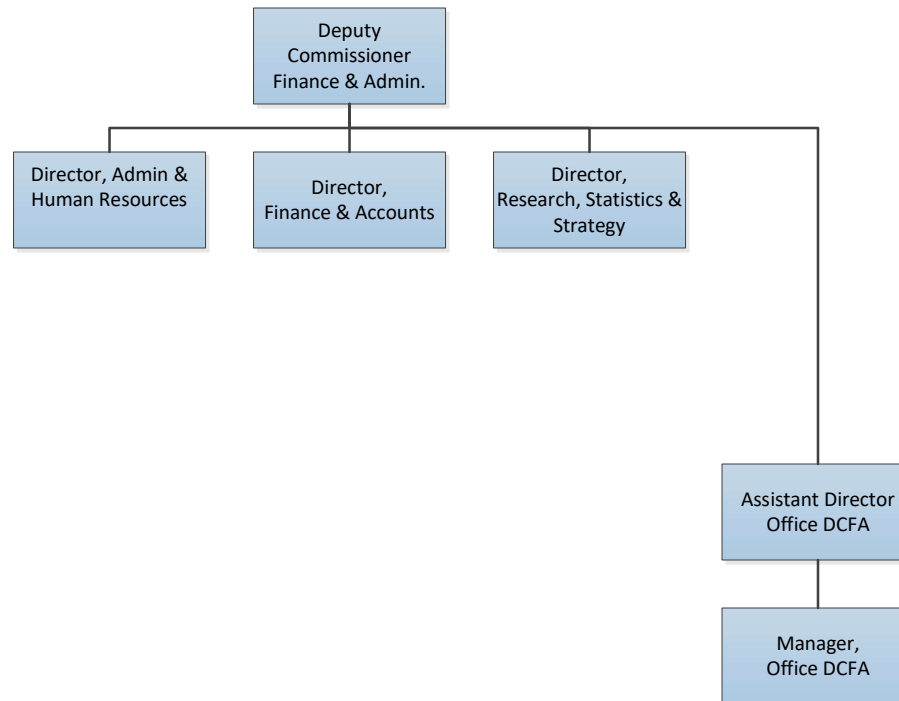 Deputy
Commissioner
Finance & Admin.
Director, Admin &
Human Resources
Director,
Finance & Accounts
Director,
Research, Statistics &
Strategy
Assistant Director
Office DCFA
Manager,
Office DCFA